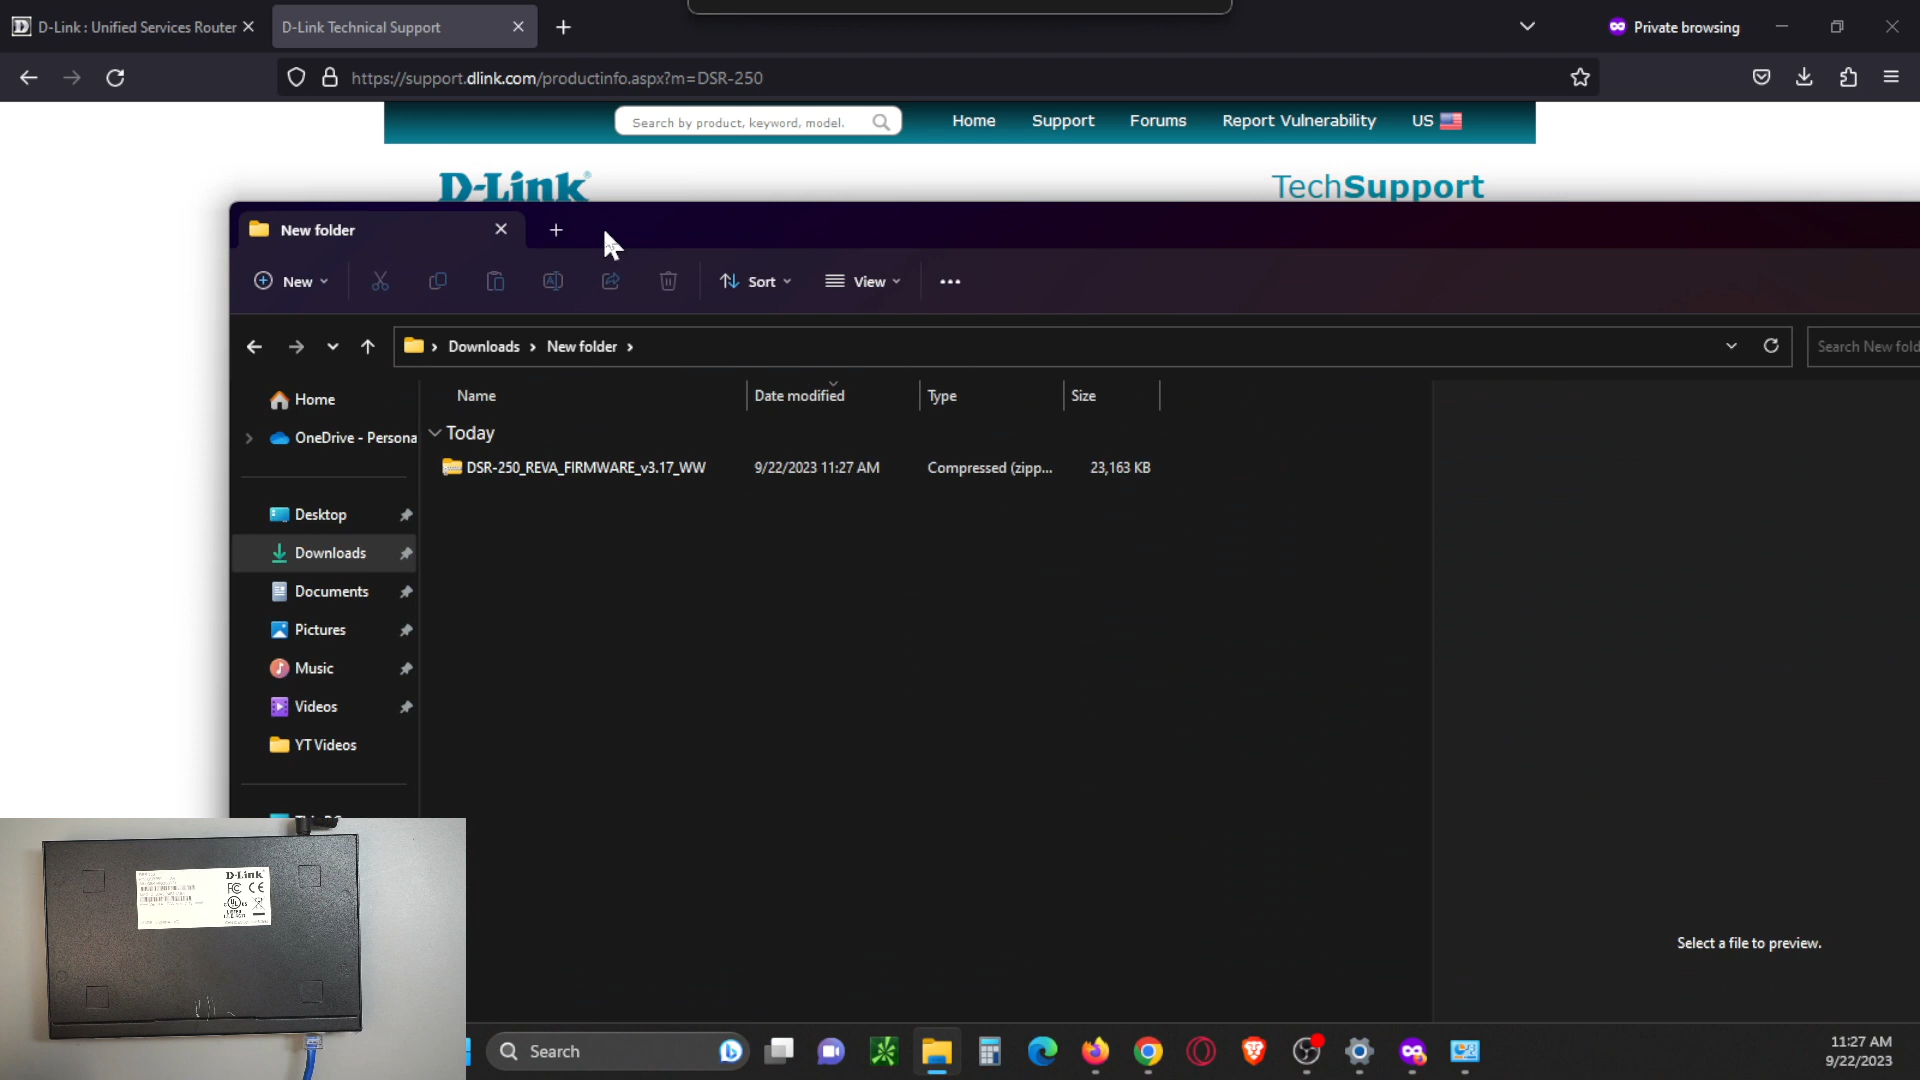 D-Link : Unified Services Router
D-Link Technical Support
Private browsing
https://support.dlink.com/productinfo.aspx?m=DSR-250
Search by product, keyword, model.
Home
Support
Forums
Report Vulnerability
US
D-Link
TechSupport
New folder
New
Sort
View
Downloads
New folder
Search New fold
Name
Date modified
Type
Size
Home
OneDrive - Persona
Today
DSR-250_REVA_FIRMWARE_v3.17_WW
9/22/2023 11:27 AM
Compressed (zipp...
23,163 KB
Desktop
Downloads
Documents
Pictures
Music
Videos
YT Videos
D-Link
FC CE
Select a file to preview.
Search
11:27 AM
9/22/2023